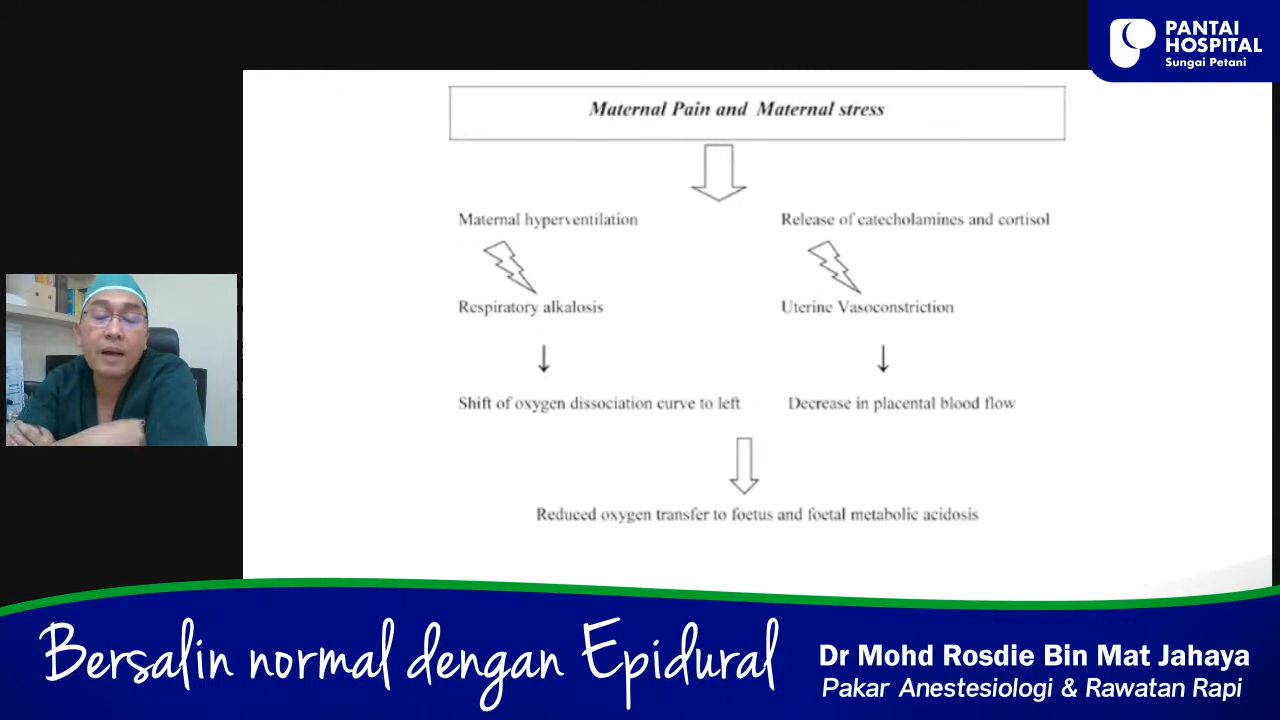 PANTAI
HOSPITAL
Sungai Petani
Maternal Pain and Maternal stress
Maternal hyperventilation
Release of catecholamines and cortisol
Respiratory alkalosis
Uterine Vasoconstriction
Shift of oxygen dissociation curve to left
Decrease in placental blood flow
Reduced oxygen transfer to foetus and foetal metabolic acidosis
Bersalin normal dengan Epidural
Dr Mohd Rosdie Bin Mat Jahaya
Pakar Anestesiologi & Rawatan Rapi